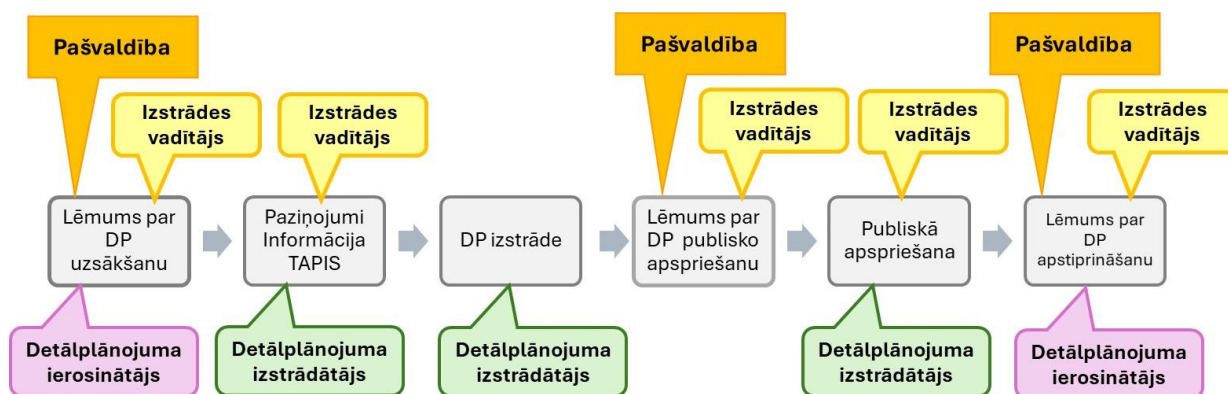 Pašvaldība
Pašvaldība
Pašvaldība
Izstrādes
vadītājs
Izstrādes
vadītājs
Izstrādes
vadītājs
Izstrādes
vadītājs
Izstrādes
vadītājs
Lēmums par
DP
uzsākšanu
Paziņojumi
Informācija
TAPIS
DP izstrāde
Lēmums par
DP publisko
apspriešanu
Publiskā
apspriešana
Lēmums par
DP
apstiprināšanu
Detālplānojuma
ierosinātājs
Detālplānojuma
izstrādātājs
Detālplānojuma
izstrādātājs
Detālplānojuma
izstrādātājs
Detālplānojuma
ierosinātājs